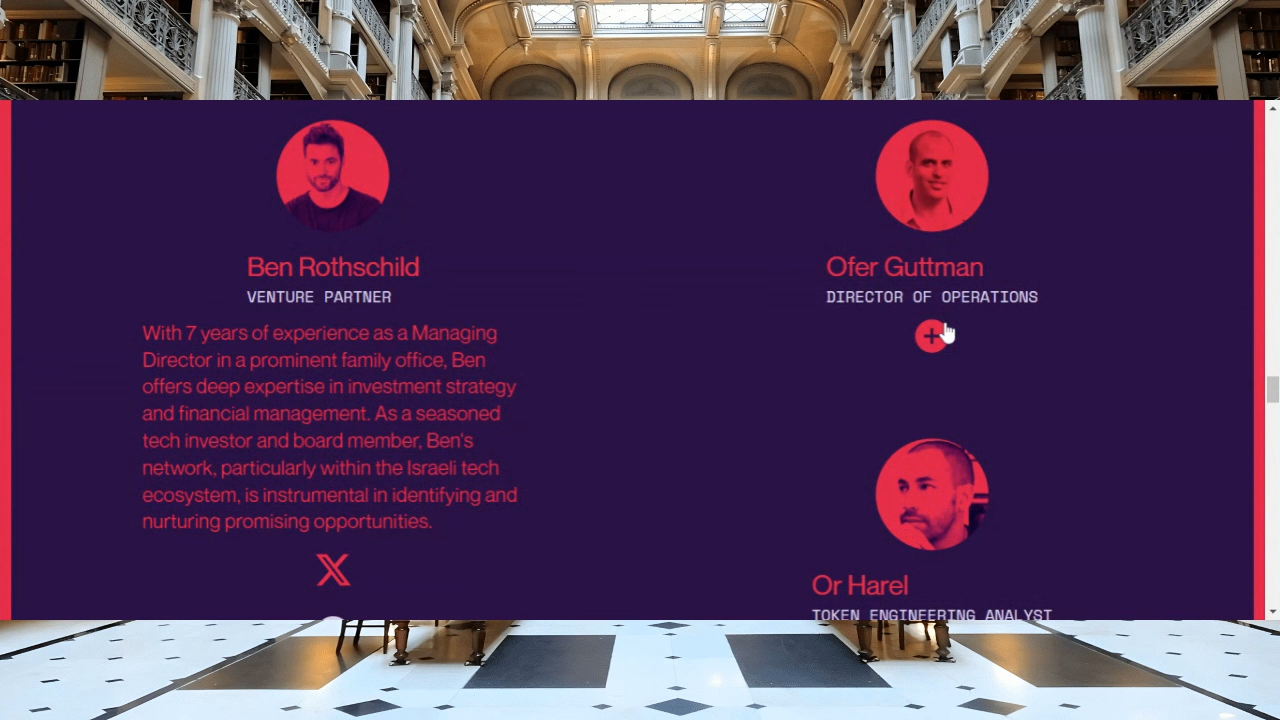 Ben Rothschild
VENTURE PARTNER
With 7 years of experience as a Managing
Director in a prominent family office, Ben
offers deep expertise in investment strategy
and financial management. As a seasoned
tech investor and board member, Ben's
network, particularly within the Israeli tech
ecosystem, is instrumental in identifying and
nurturing promising opportunities.
Ofer Guttman
DIRECTOR OF OPERATIONS
Or Harel
TOKEN ENGINEERING ANALYST